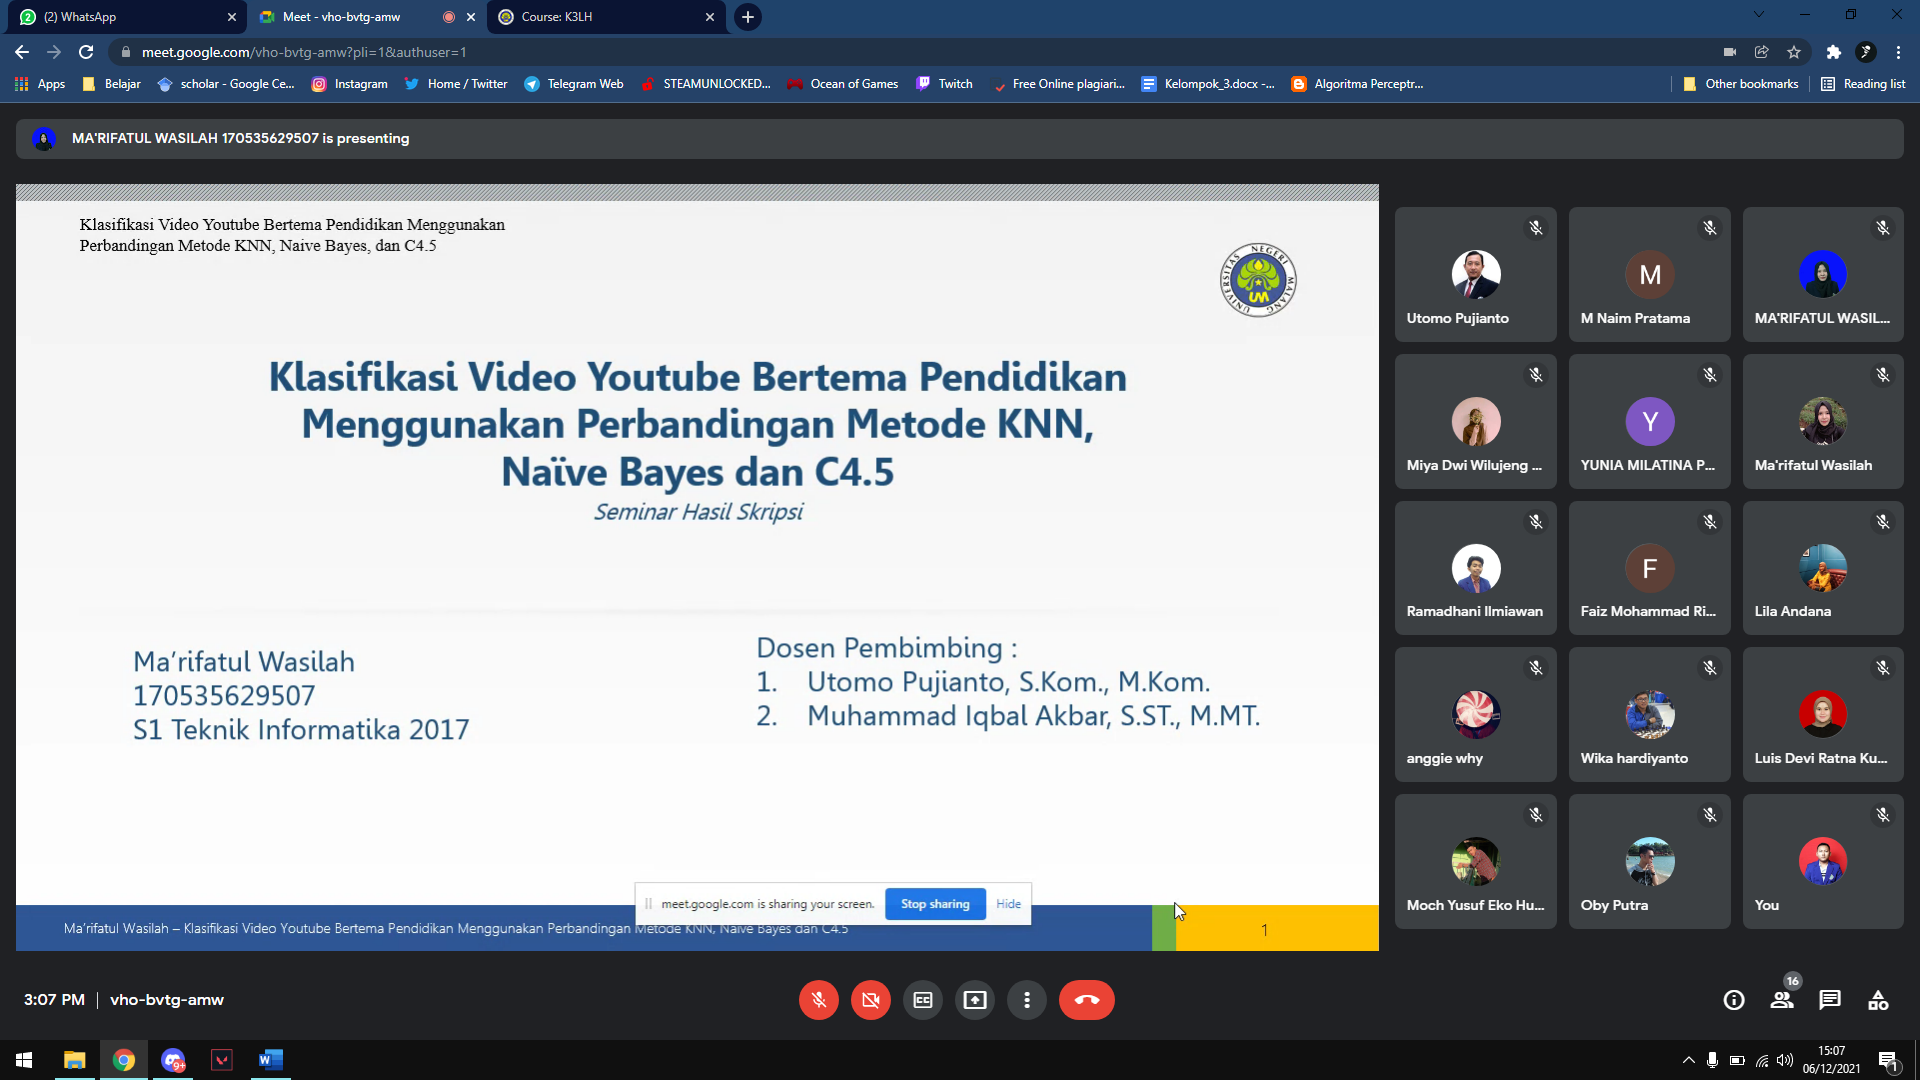 (2) WhatsApp
Meet - vho-bvtg-amw
Course: K3LH
meet.google.com/vho-bvtg-amw?pli=1&authuser=1
Apps
Belajar
scholar - Google Ce...
Instagram
Home / Twitter
Telegram Web
STEAMUNLOCKED...
Ocean of Games
Twitch
Free Online plagiari...
Kelompok_3.docx -...
Algoritma Perceptr...
Other bookmarks
Reading list
MA'RIFATUL WASILAH 170535629507 is presenting
Klasifikasi Video Youtube Bertema Pendidikan Menggunakan
Perbandingan Metode KNN, Naive Bayes, dan C4.5
UNIVERSITAS NEGERI MALANG
UM
Klasifikasi Video Youtube Bertema Pendidikan
Menggunakan Perbandingan Metode KNN,
Naïve Bayes dan C4.5
Seminar Hasil Skripsi
Ma'rifatul Wasilah
170535629507
S1 Teknik Informatika 2017
Dosen Pembimbing :
1. Utomo Pujianto, S.Kom., M.Kom.
2. Muhammad Iqbal Akbar, S.ST., M.MT.
meet.google.com is sharing your screen.
Stop sharing
Hide
Ma'rifatul Wasilah – Klasifikasi Video Youtube Bertema Pendidikan Menggunakan Perbandingan Metode KNN, Naïve Bayes dan C4.5
1
Utomo Pujianto
M
M Naim Pratama
MA'RIFATUL WASIL...
Miya Dwi Wilujeng ...
Y
YUNIA MILATINA P...
Ma'rifatul Wasilah
Ramadhani Ilmiawan
F
Faiz Mohammad Ri...
Lila Andana
anggie why
Wika hardiyanto
Luis Devi Ratna Ku...
Moch Yusuf Eko Hu...
Oby Putra
You
3:07 PM | vho-bvtg-amw
CC
16
9+
W
15:07
06/12/2021
1